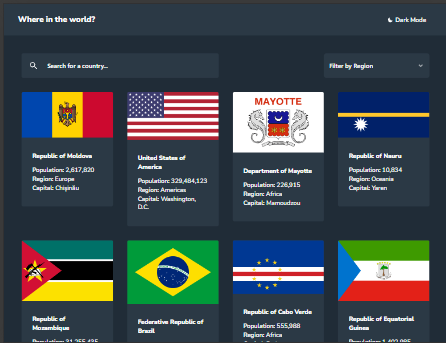 Where in the world?
Dark Mode
Search for a country...
Filter by Region
MAYOTTE
Republic of Moldova
Population: 2,617,820
Region: Europe
Capital: Chișinău
United States of
America
Population: 329,484,123
Region: Americas
Capital: Washington,
D.C.
Department of Mayotte
Population: 226,915
Region: Africa
Capital: Mamoudzou
Republic of Nauru
Population: 10,834
Region: Oceania
Capital: Yaren
Republic of
Mozambique
Population: 31,255,435
Federative Republic of
Brazil
Republic of Cabo Verde
Population: 555,988
Region: Africa
Republic of Equatorial
Guinea
Population: 1,402,985